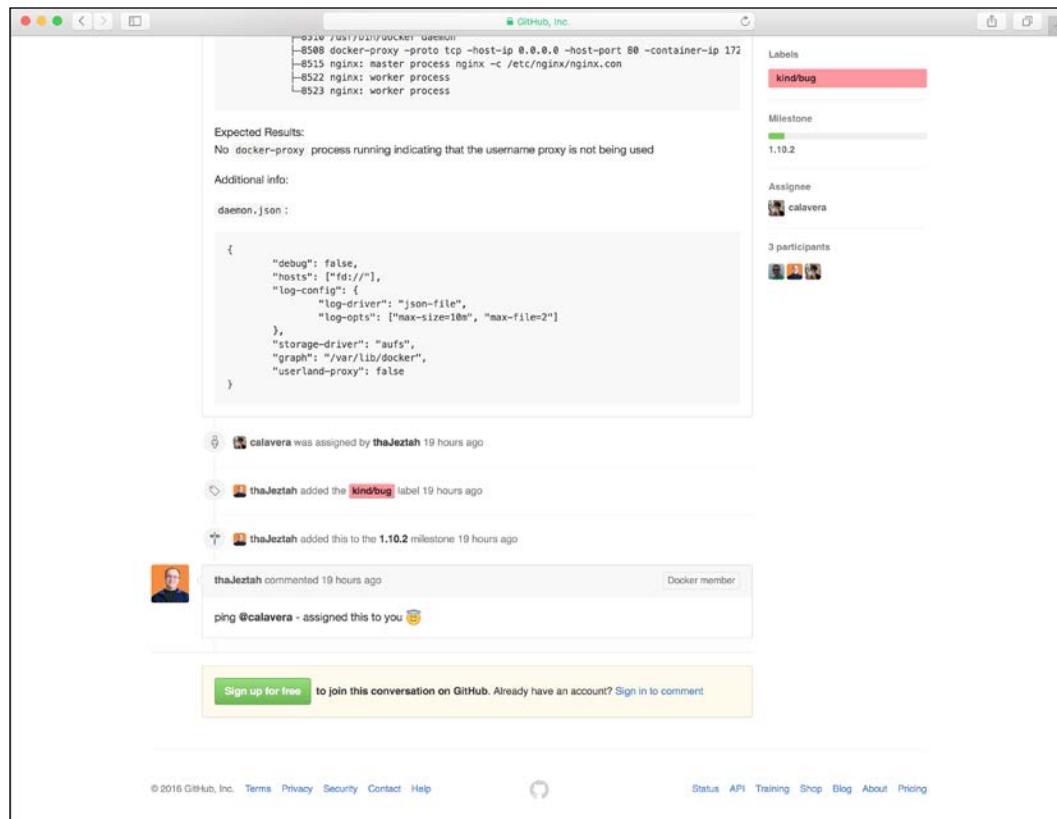 GitHub, Inc.
├─8510 /usr/bin/docker daemon
├─8508 docker-proxy -proto tcp -host-ip 0.0.0.0 -host-port 80 -container-ip 172
├─8515 nginx: master process nginx -c /etc/nginx/nginx.con
├─8522 nginx: worker process
└─8523 nginx: worker process
Expected Results:
No docker-proxy process running indicating that the username proxy is not being used
Additional info:
daemon.json :
{
"debug": false,
"hosts": ["fd://"],
"log-config": {
"log-driver": "json-file",
"log-opts": ["max-size=10m", "max-file=2"]
},
"storage-driver": "aufs",
"graph": "/var/lib/docker",
"userland-proxy": false
}
Labels
kind/bug
Milestone
1.10.2
Assignee
calavera
3 participants
calavera was assigned by thaJeztah 19 hours ago
thaJeztah added the kind/bug label 19 hours ago
thaJeztah added this to the 1.10.2 milestone 19 hours ago
thaJeztah commented 19 hours ago
Docker member
ping @calavera - assigned this to you
Sign up for free to join this conversation on GitHub. Already have an account? Sign in to comment
© 2016 GitHub, Inc. Terms Privacy Security Contact Help
Status API Training Shop Blog About Pricing